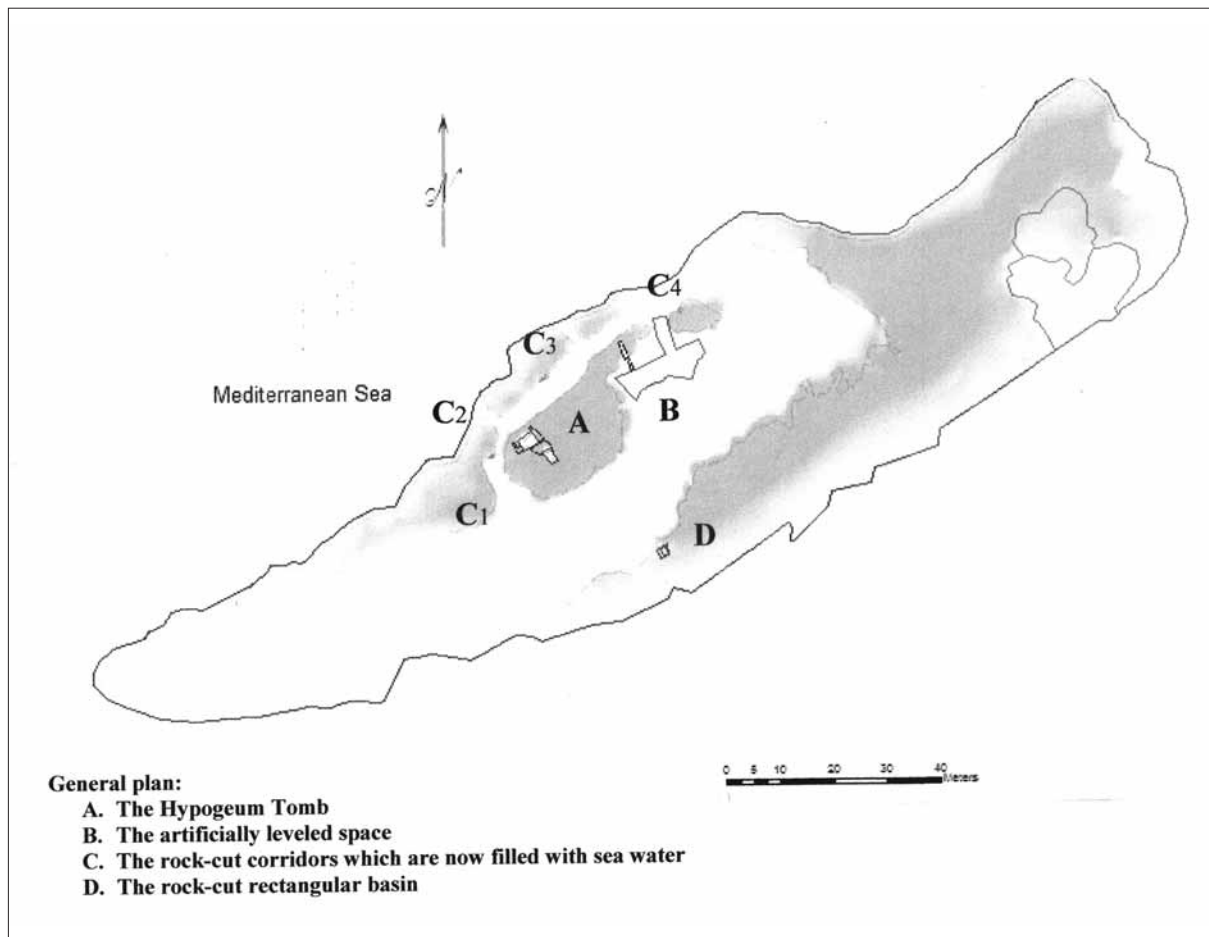 N
C4
C3
Mediterranean Sea
C2
A
B
C1
D
General plan:
0 5 10 20 30 40
Meters
A. The Hypogeum Tomb
B. The artificially leveled space
C. The rock-cut corridors which are now filled with sea water
D. The rock-cut rectangular basin